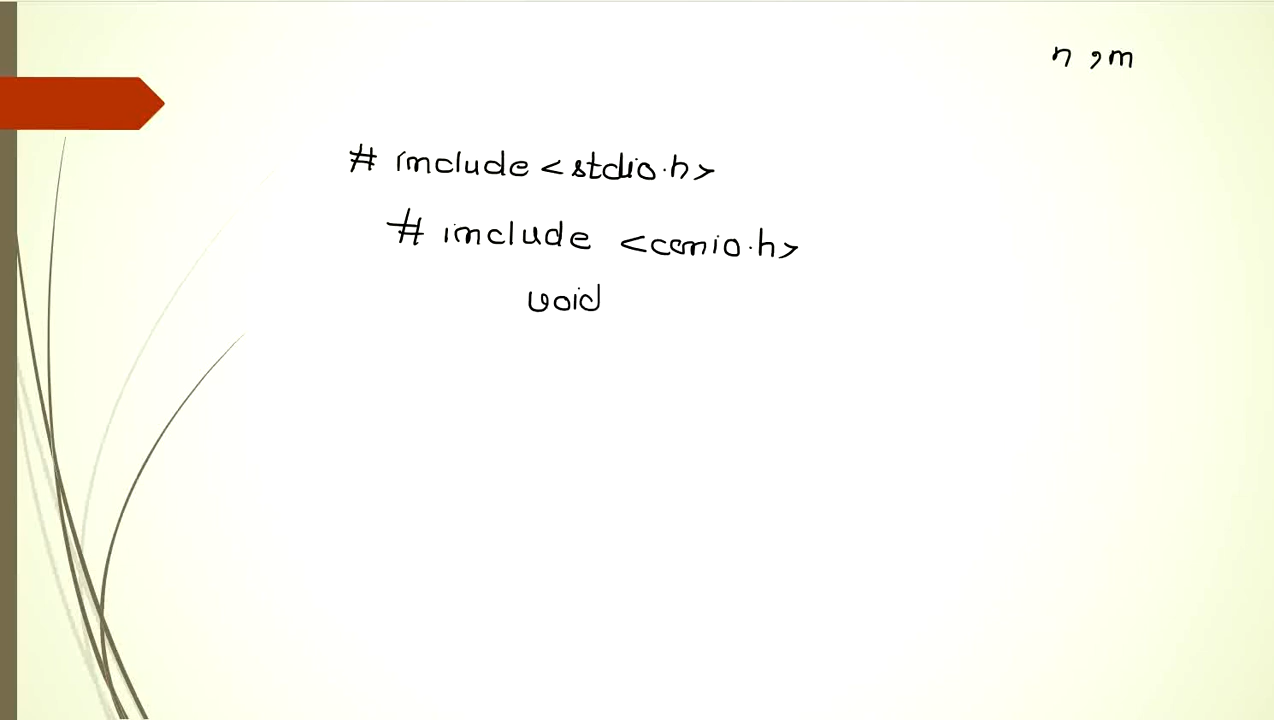 n , m
# include < stdio.h>
# include <conio.h>
void